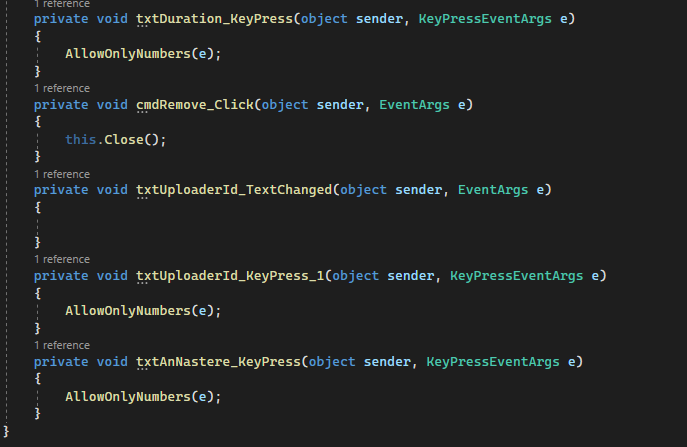 1 reference
private void txtDuration_KeyPress(object sender, KeyPressEventArgs e)
{
AllowOnlyNumbers(e);
}
1 reference
private void cmdRemove_Click(object sender, EventArgs e)
{
this.Close();
}
1 reference
private void txtUploaderId_TextChanged(object sender, EventArgs e)
{
}
1 reference
private void txtUploaderId_KeyPress_1(object sender, KeyPressEventArgs e)
{
AllowOnlyNumbers(e);
}
1 reference
private void txtAnNastere_KeyPress(object sender, KeyPressEventArgs e)
{
AllowOnlyNumbers(e);
}
}